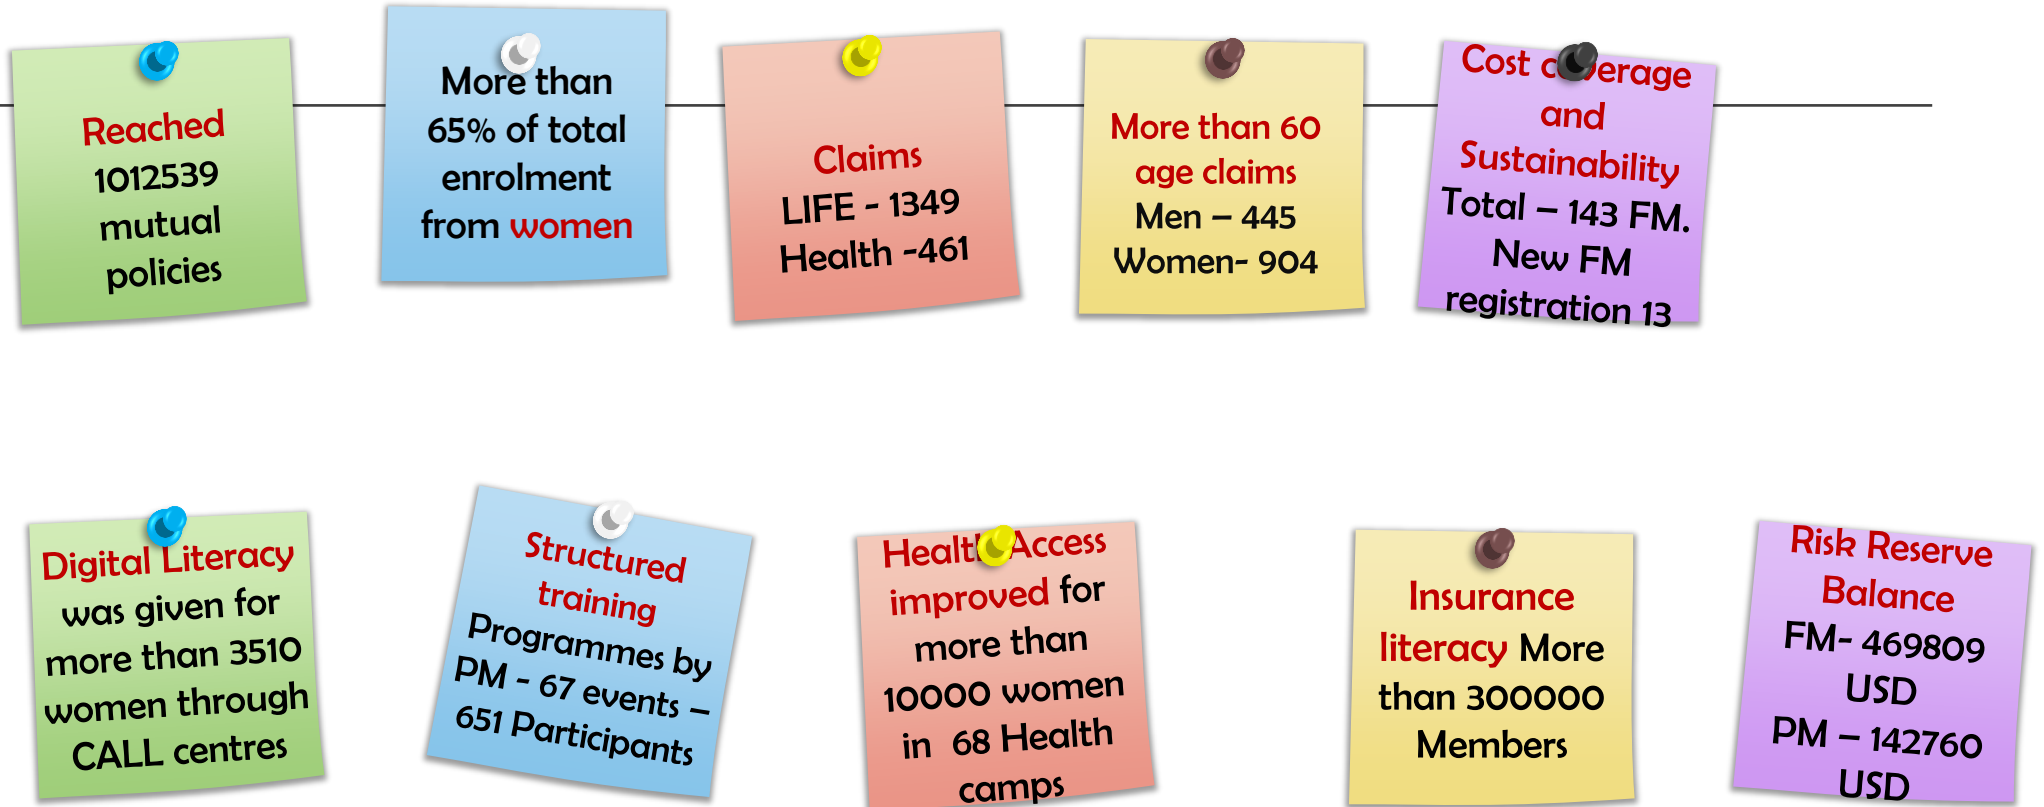 Reached
1012539
mutual
policies
More than
65% of total
enrolment
from women
Claims
LIFE - 1349
Health -461
More than 60
age claims
Men – 445
Women- 904
Cost coverage
and
Sustainability
Total – 143 FM.
New FM
registration 13
Digital Literacy
was given for
more than 3510
women through
CALL centres
Structured
training
Programmes by
PM - 67 events –
651 Participants
Health Access
improved for
more than
10000 women
in 68 Health
camps
Insurance
literacy More
than 300000
Members
Risk Reserve
Balance
FM- 469809
USD
PM – 142760
USD